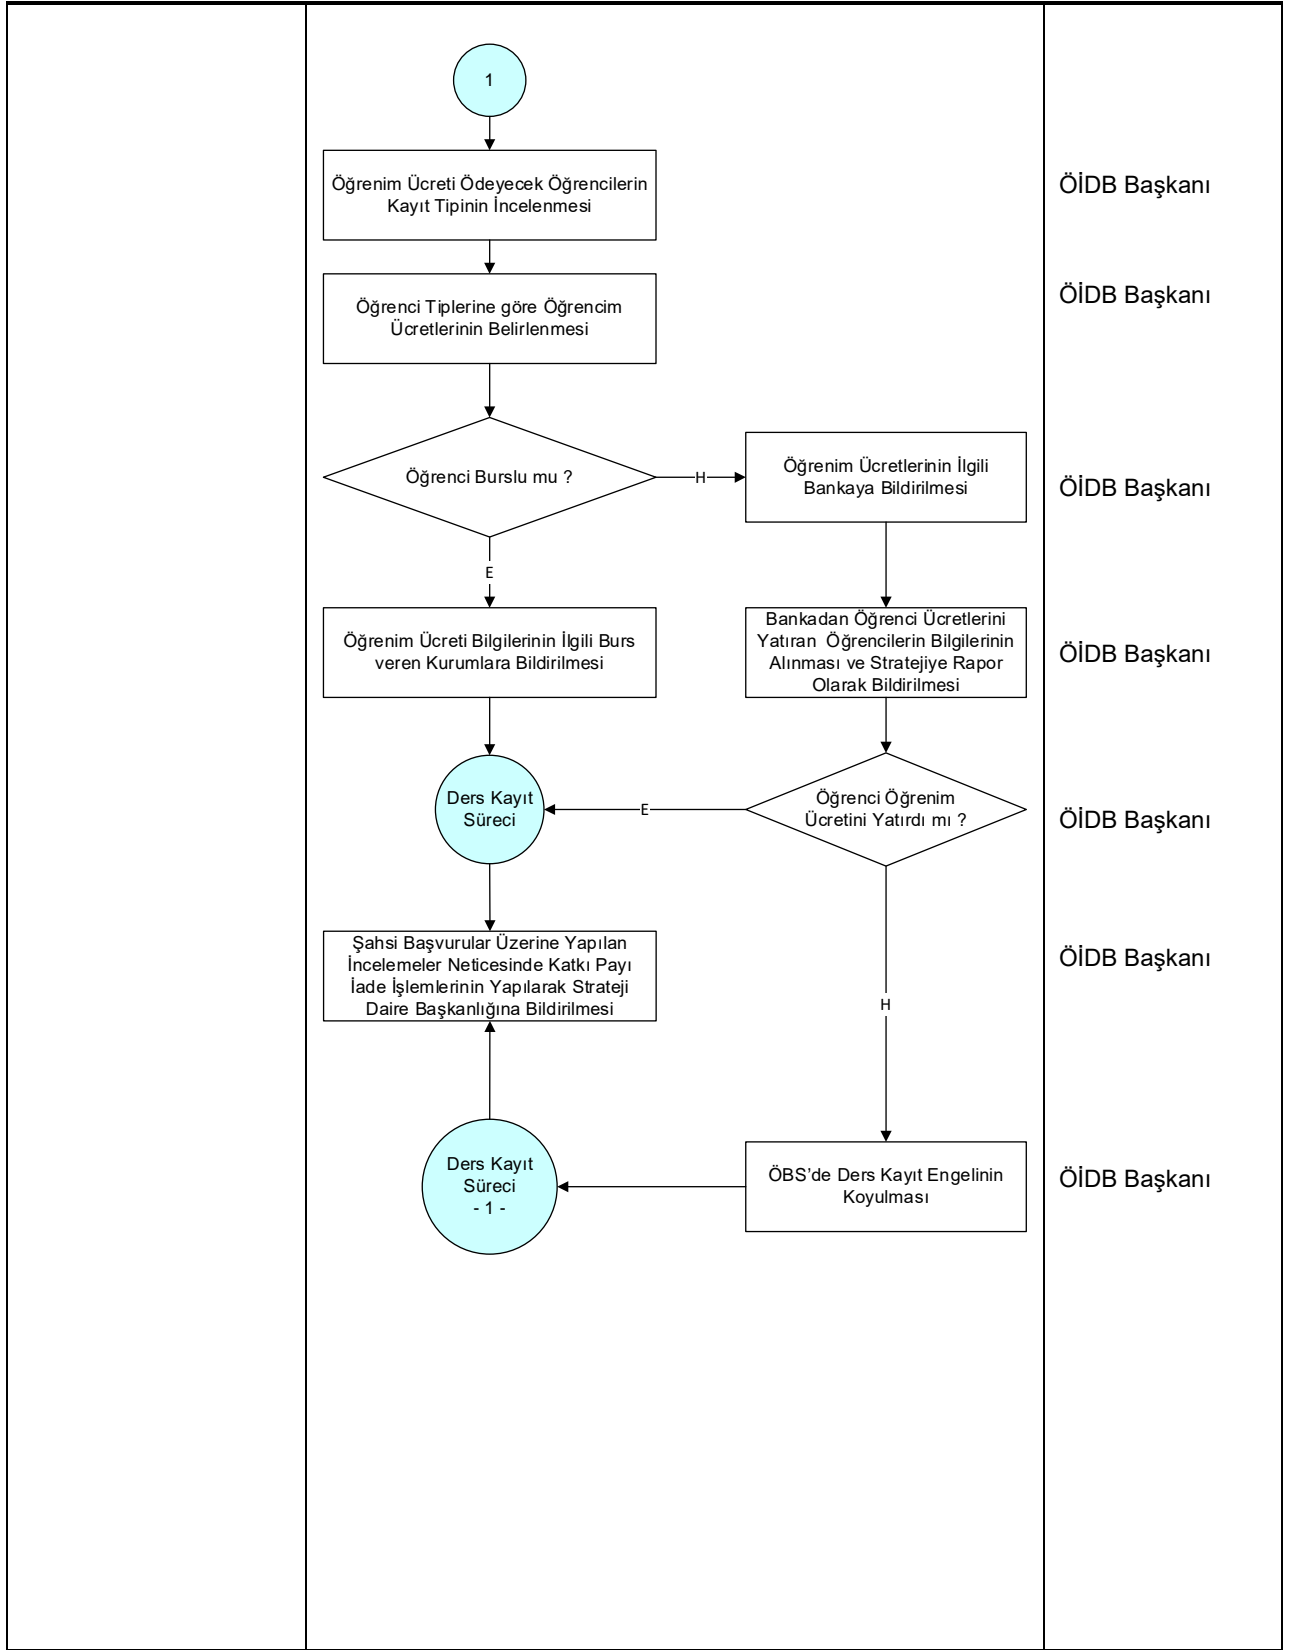 1
Öğrenim Ücreti Ödeyecek Öğrencilerin
Kayıt Tipinin İncelenmesi
ÖİDB Başkanı
Öğrenci Tiplerine göre Öğrencim
Ücretlerinin Belirlenmesi
ÖİDB Başkanı
Öğrenci Burslu mu ?
H
Öğrenim Ücretlerinin İlgili
Bankaya Bildirilmesi
ÖİDB Başkanı
E
Öğrenim Ücreti Bilgilerinin İlgili Burs
veren Kurumlara Bildirilmesi
Bankadan Öğrenci Ücretlerini
Yatıran Öğrencilerin Bilgilerinin
Alınması ve Stratejiye Rapor
Olarak Bildirilmesi
ÖİDB Başkanı
Ders Kayıt
Süreci
E
Öğrenci Öğrenim
Ücretini Yatırdı mı ?
ÖİDB Başkanı
Şahsi Başvurular Üzerine Yapılan
İncelemeler Neticesinde Katkı Payı
İade İşlemlerinin Yapılarak Strateji
Daire Başkanlığına Bildirilmesi
ÖİDB Başkanı
H
Ders Kayıt
Süreci
- 1 -
ÖBS’de Ders Kayıt Engelinin
Koyulması
ÖİDB Başkanı